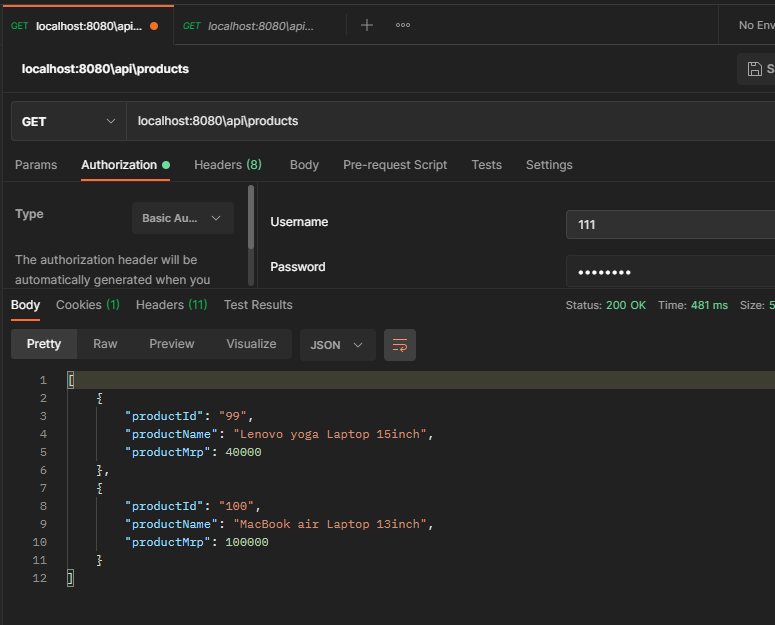 GET localhost:8080\api... GET localhost:8080\api... No Env
localhost:8080\api\products S
GET localhost:8080\api\products
Params Authorization Headers (8) Body Pre-request Script Tests Settings
Type Basic Au...
Username 111
The authorization header will be
automatically generated when you
Password ••••••••
Body Cookies (1) Headers (11) Test Results Status: 200 OK Time: 481 ms Size: 5
Pretty Raw Preview Visualize JSON
1 [
2 {
3 "productId": "99",
4 "productName": "Lenovo yoga Laptop 15inch",
5 "productMrp": 40000
6 },
7 {
8 "productId": "100",
9 "productName": "MacBook air Laptop 13inch",
10 "productMrp": 100000
11 }
12 ]